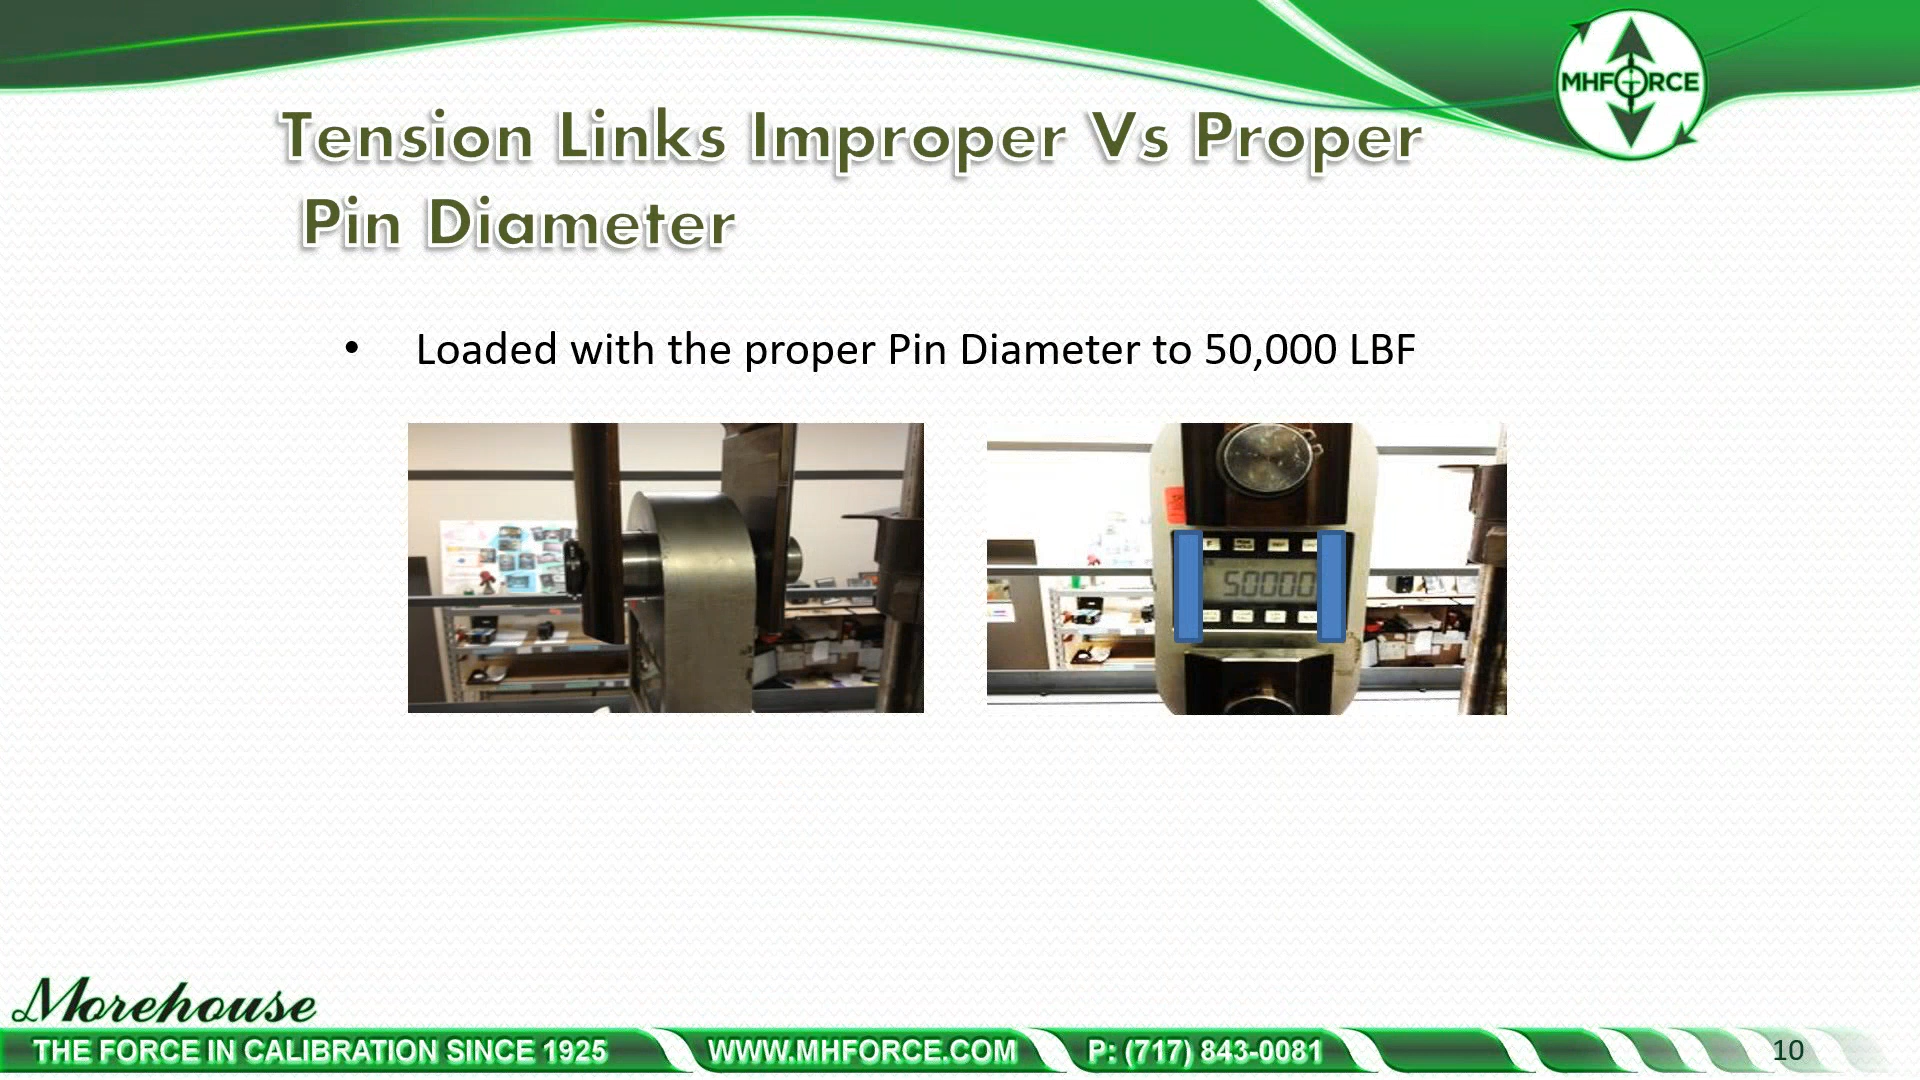 MHFORCE
Tension Links Improper Vs Proper
Pin Diameter
• Loaded with the proper Pin Diameter to 50,000 LBF
50000
Morehouse
THE FORCE IN CALIBRATION SINCE 1925
WWW.MHFORCE.COM
P: (717) 843-0081
10